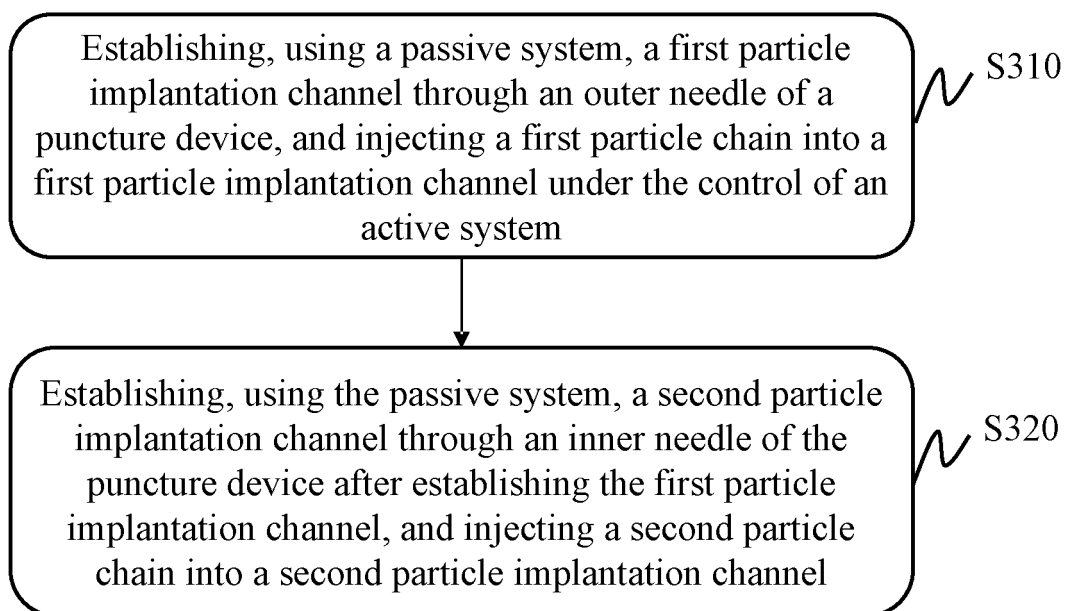 Establishing, using a passive system, a first particle
implantation channel through an outer needle of a
puncture device, and injecting a first particle chain into a
first particle implantation channel under the control of an
active system
S310
Establishing, using the passive system, a second particle
implantation channel through an inner needle of the
puncture device after establishing the first particle
implantation channel, and injecting a second particle
chain into a second particle implantation channel
S320